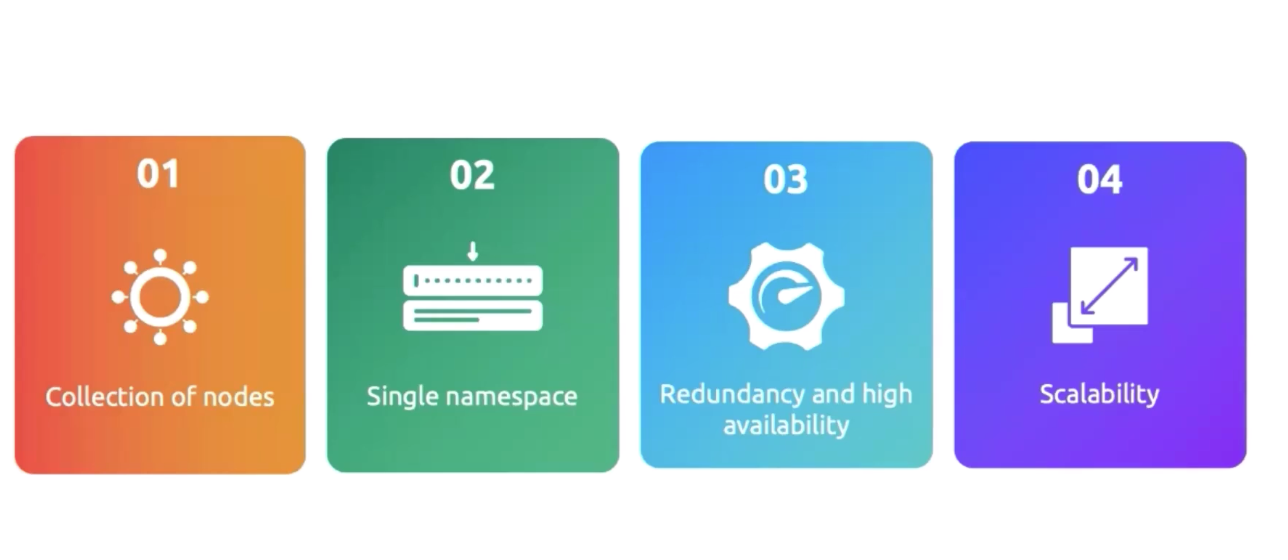 01
Collection of nodes
02
Single namespace
03
Redundancy and high
availability
04
Scalability